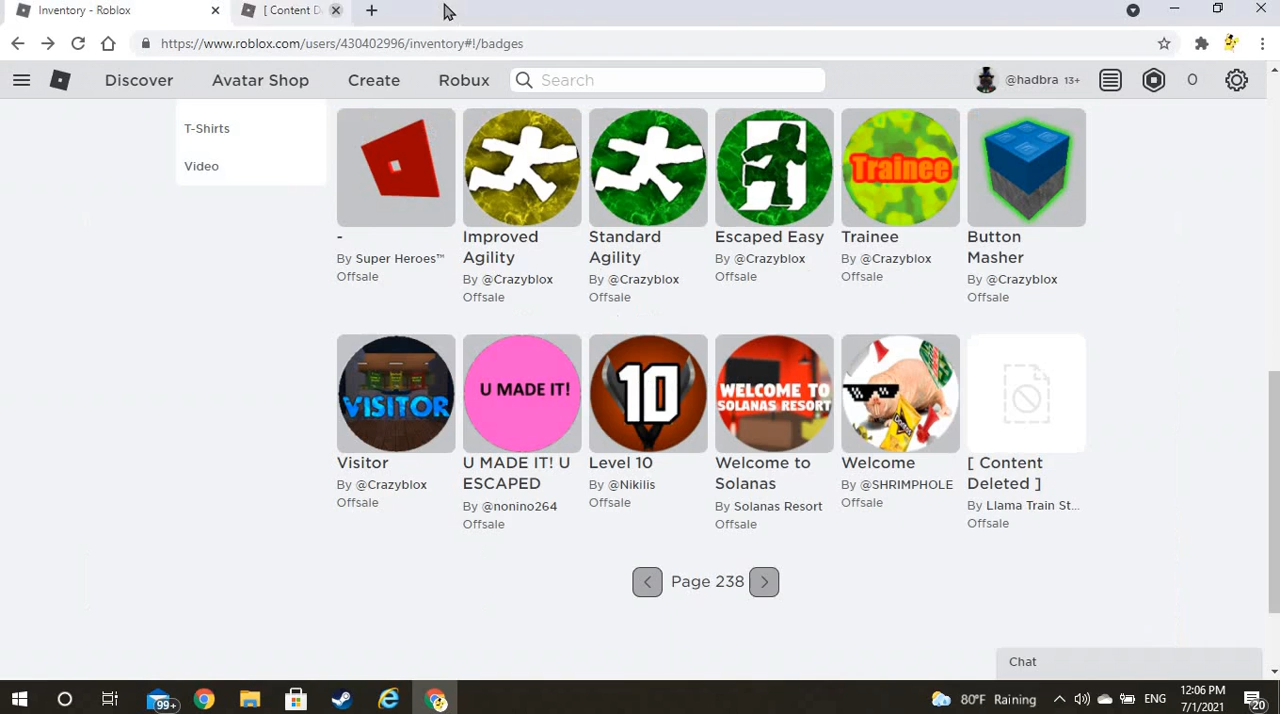 Inventory - Roblox
[ Content D
https://www.roblox.com/users/430402996/inventory#!/badges
Discover
Avatar Shop
Create
Robux
Search
@hadbra 13+
0
T-Shirts
Video
Trainee
-
By Super Heroes™
Offsale
Improved
Agility
By @Crazyblox
Offsale
Standard
Agility
By @Crazyblox
Offsale
Escaped Easy
By @Crazyblox
Offsale
Trainee
By @Crazyblox
Offsale
Button
Masher
By @Crazyblox
Offsale
VISITOR
U MADE IT!
10
WELCOME TO
SOLANAS RESORT
Visitor
By @Crazyblox
Offsale
U MADE IT! U
ESCAPED
By @nonino264
Offsale
Level 10
By @Nikilis
Offsale
Welcome to
Solanas
By Solanas Resort
Offsale
Welcome
By @SHRIMPHOLE
Offsale
[ Content
Deleted ]
By Llama Train St...
Offsale
Page 238
Chat
99+
80°F Raining
ENG
12:06 PM
7/1/2021
20